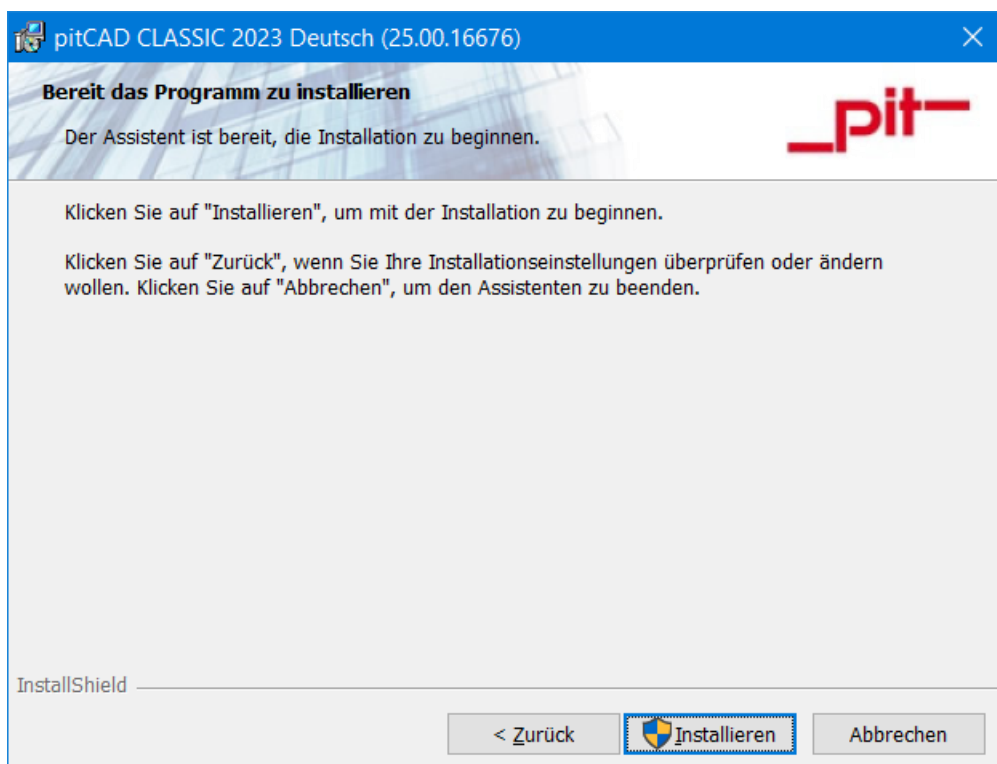 pitCAD CLASSIC 2023 Deutsch (25.00.16676)
Bereit das Programm zu installieren
Der Assistent ist bereit, die Installation zu beginnen.
_pit
Klicken Sie auf "Installieren", um mit der Installation zu beginnen.
Klicken Sie auf "Zurück", wenn Sie Ihre Installationseinstellungen überprüfen oder ändern
wollen. Klicken Sie auf "Abbrechen", um den Assistenten zu beenden.
InstallShield
< Zurück
Installieren
Abbrechen